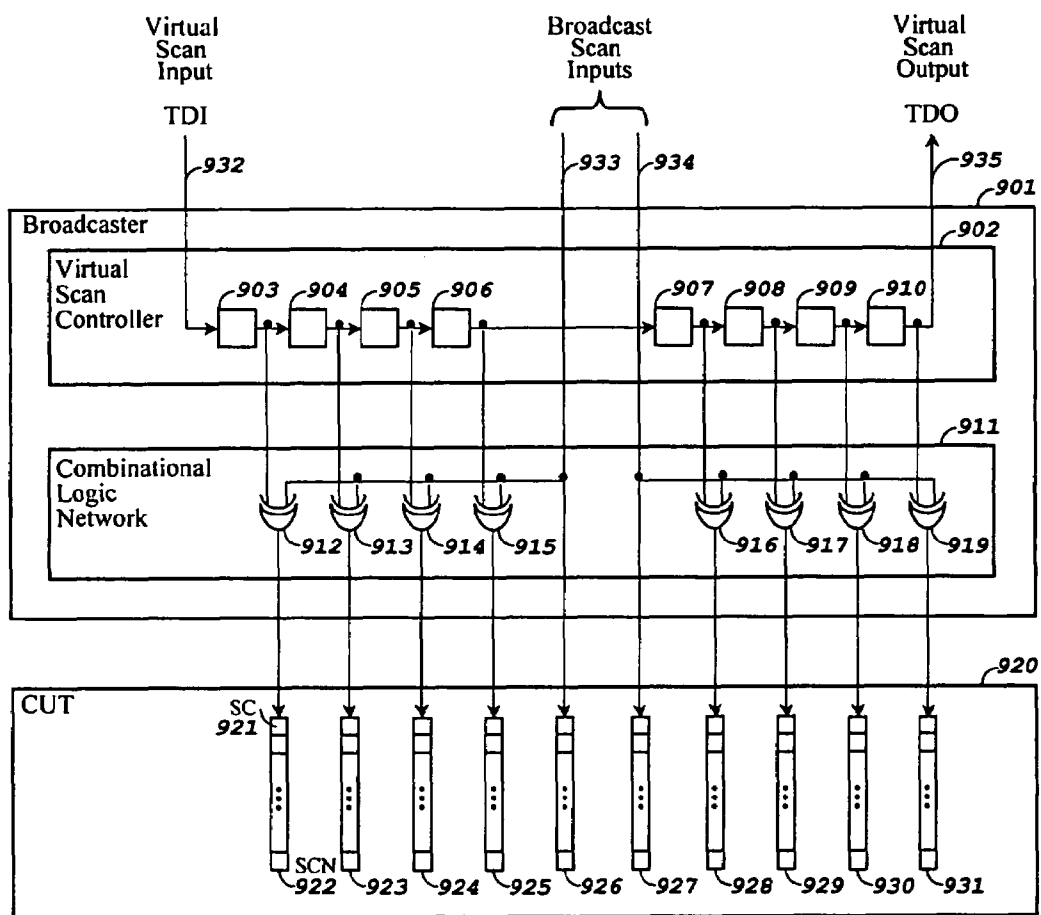 Virtual
Scan
Input
Broadcast
Scan
Inputs
Virtual
Scan
Output
TDI
TDO
932
933
934
935
901
Broadcaster
902
Virtual
Scan
Controller
903
904
905
906
907
908
909
910
911
Combinational
Logic
Network
912
913
914
915
916
917
918
919
920
CUT
SC
921
SCN
922
923
924
925
926
927
928
929
930
931